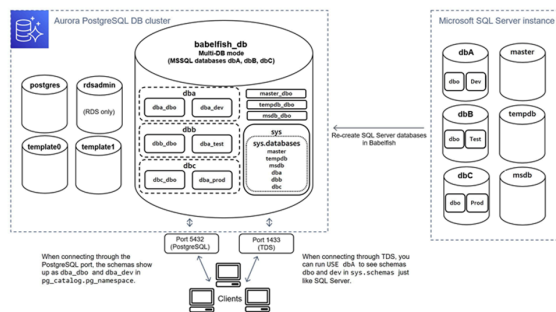 Aurora PostgreSQL DB cluster
babelfish_db
Multi-DB mode
(MSSQL databases dbA, dbB, dbC)
postgres
rdsadmin
(RDS only)
template0
template1
dba
dba_dbo
dba_dev
dbb
dbb_dbo
dba_test
dbc
dbc_dbo
dba_prod
master_dbo
tempdb_dbo
msdb_dbo
sys
sys.databases
master
tempdb
msdb
dba
dbb
dbc
Re-create SQL Server databases
in Babelfish
Microsoft SQL Server instance
dbA
dbo
Dev
master
dbB
dbo
Test
tempdb
dbC
dbo
Prod
msdb
Port 5432
(PostgreSQL)
Port 1433
(TDS)
When connecting through the
PostgreSQL port, the schemas show
up as dba_dbo and dba_dev in
pg_catalog.pg_namespace.
When connecting through TDS, you
can run USE dbA to see schemas
dbo and dev in sys.schemas just
like SQL Server.
Clients